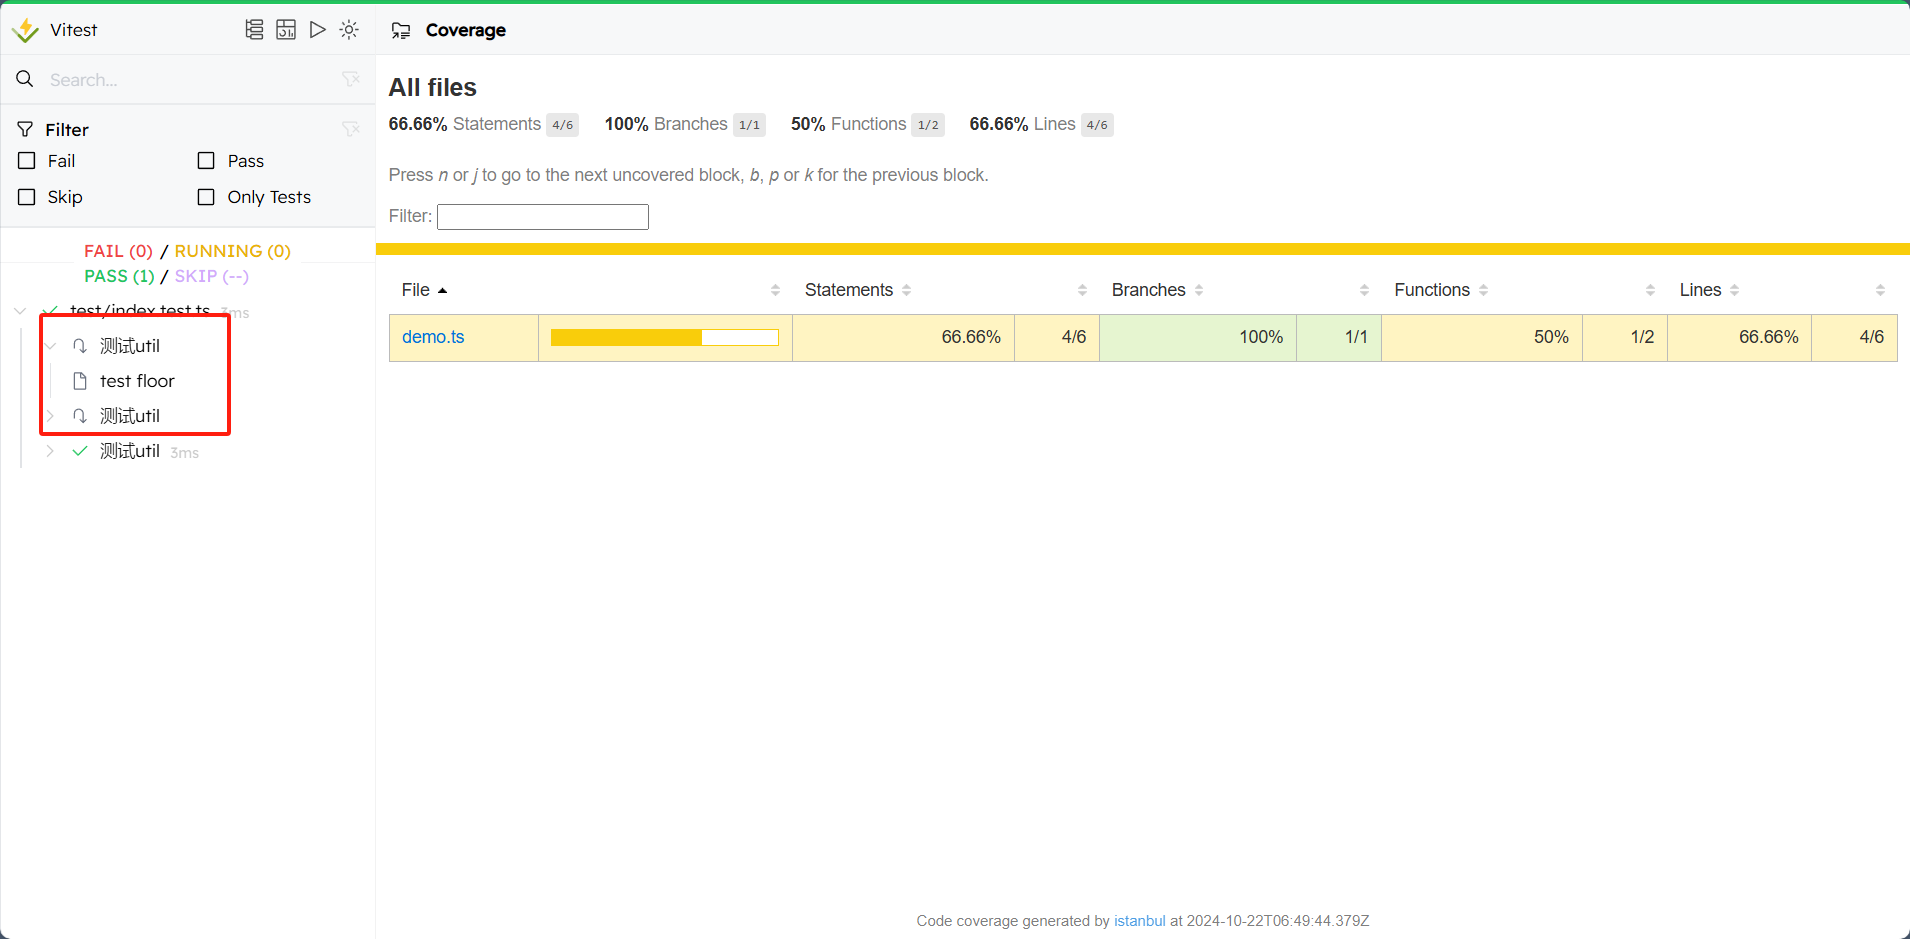 Vitest
Coverage
Search...
Filter
Fail
Pass
Skip
Only Tests
FAIL (0) / RUNNING (0)
PASS (1) / SKIP (--)
test/index.test.ts 3ms
测试util
test floor
测试util
测试util 3ms
All files
66.66% Statements 4/6 100% Branches 1/1 50% Functions 1/2 66.66% Lines 4/6
Press n or j to go to the next uncovered block, b, p or k for the previous block.
Filter:
File Statements Branches Functions Lines
demo.ts 66.66% 4/6 100% 1/1 50% 1/2 66.66% 4/6
Code coverage generated by istanbul at 2024-10-22T06:49:44.379Z